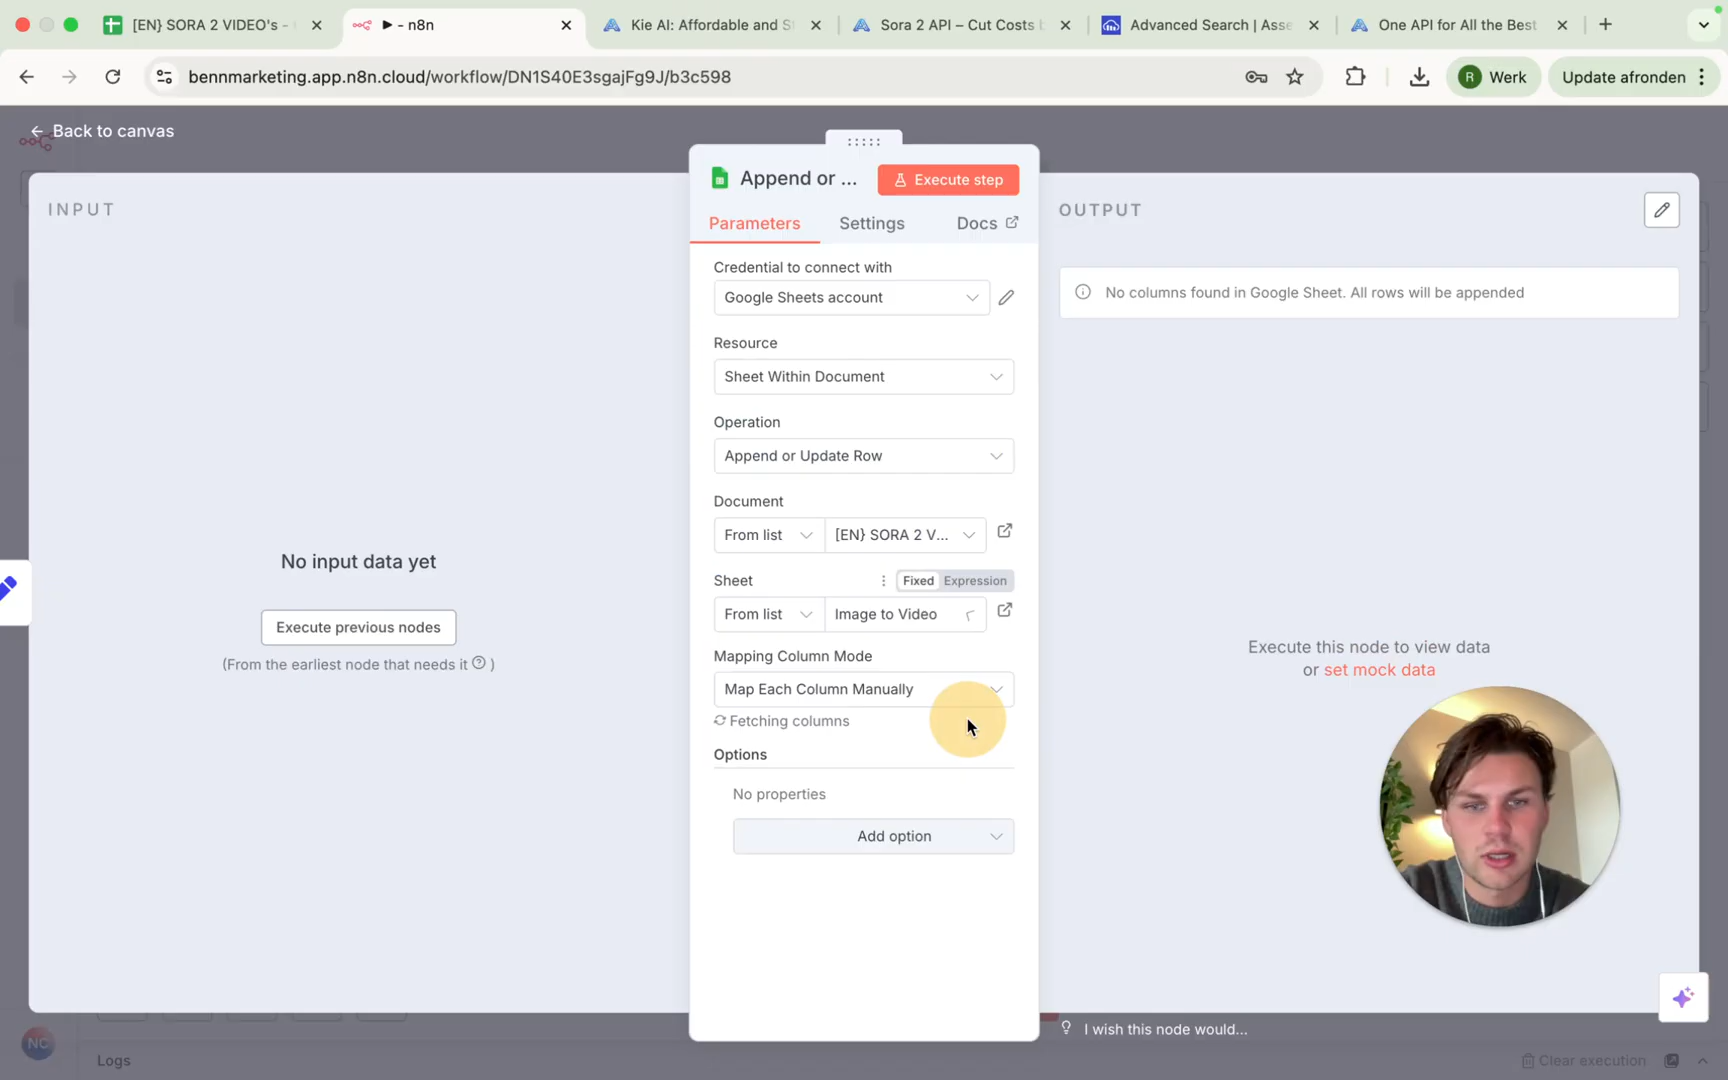 [EN} SORA 2 VIDEO's -
▶ - n8n
Kie AI: Affordable and S
Sora 2 API – Cut Costs b
Advanced Search | Asse
One API for All the Best
bennmarketing.app.n8n.cloud/workflow/DN1S40E3sgajFg9J/b3c598
R
Werk
Update afronden
Back to canvas
INPUT
No input data yet
Execute previous nodes
(From the earliest node that needs it ? )
Append or ...
Execute step
Parameters
Settings
Docs
Credential to connect with
Google Sheets account
Resource
Sheet Within Document
Operation
Append or Update Row
Document
From list
[EN} SORA 2 V...
Sheet
Fixed
Expression
From list
Image to Video
Mapping Column Mode
Map Each Column Manually
Fetching columns
Options
No properties
Add option
OUTPUT
No columns found in Google Sheet. All rows will be appended
Execute this node to view data
or set mock data
I wish this node would...
NC
Logs
Clear execution